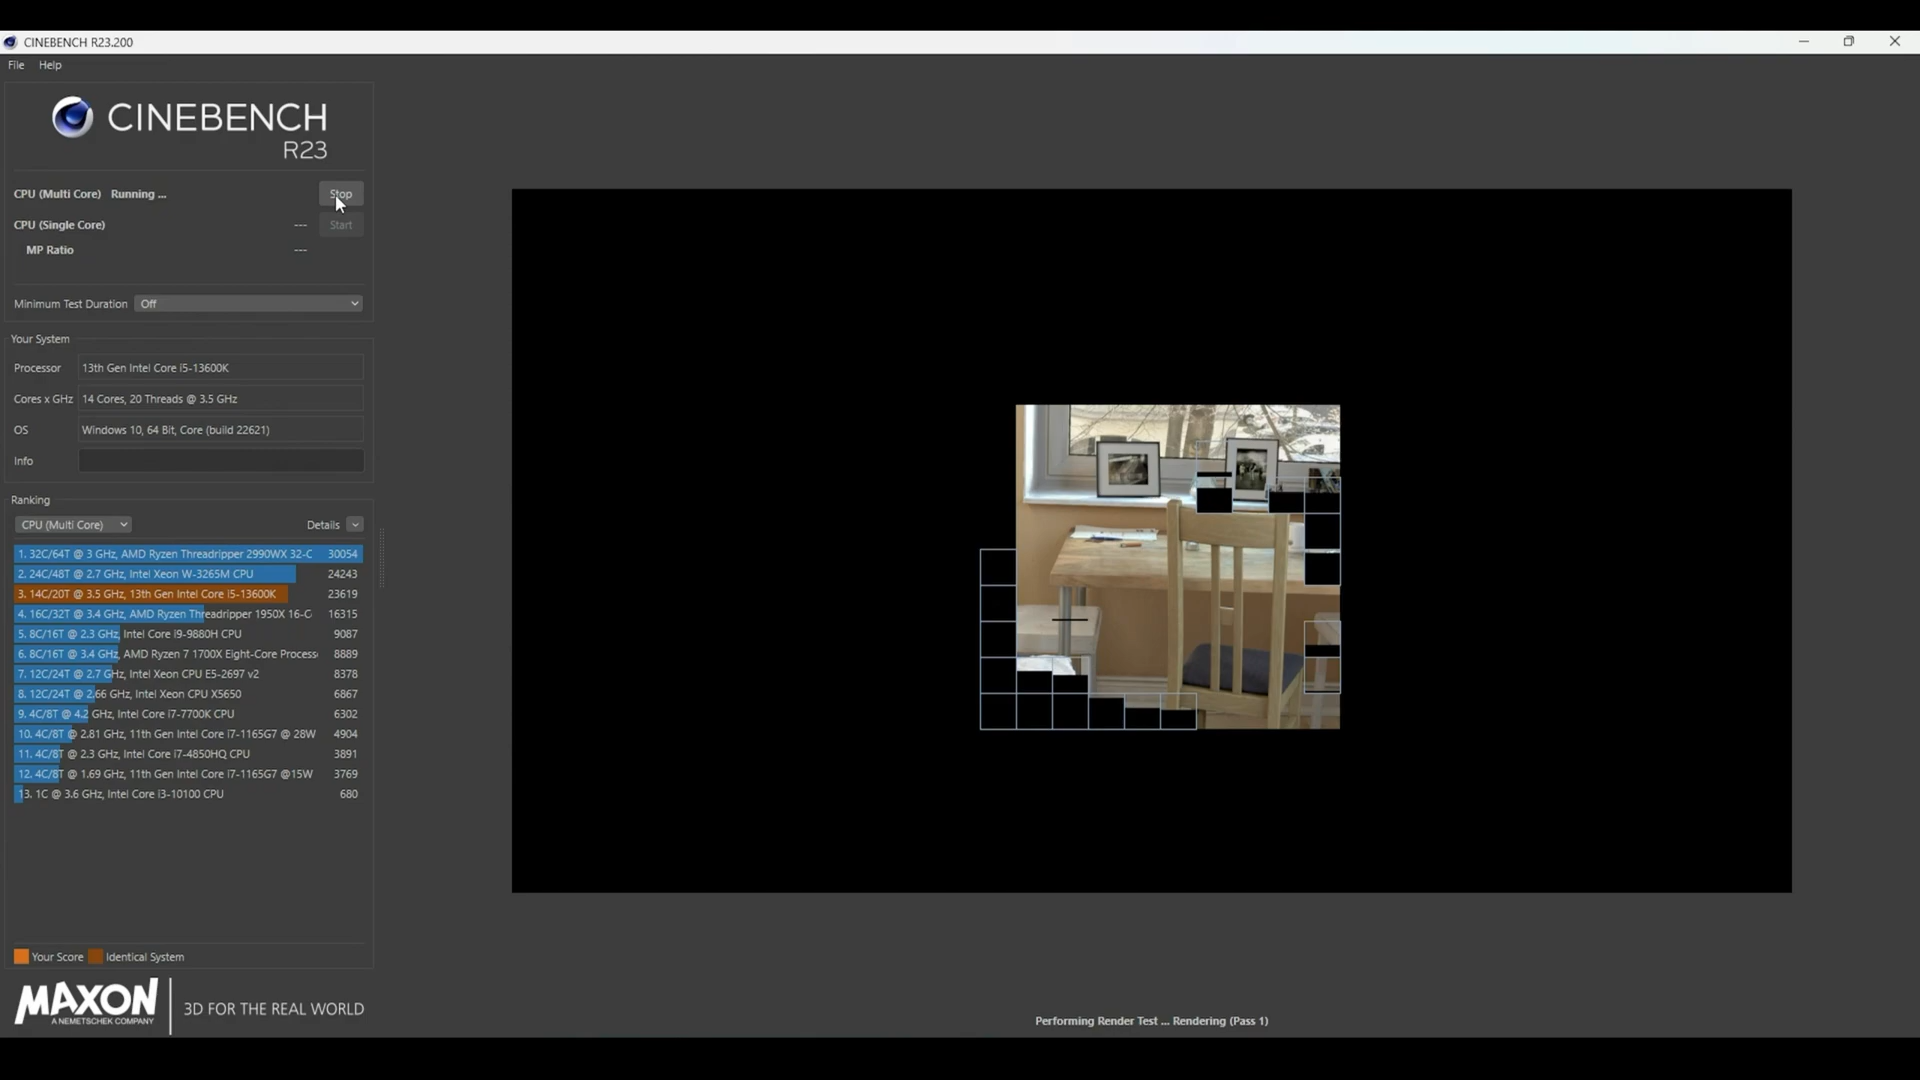 CINEBENCH R23.200
File Help
CINEBENCH
R23
CPU (Multi Core) Running ... Stop
CPU (Single Core) --- Start
MP Ratio ---
Minimum Test Duration Off
Your System
Processor 13th Gen Intel Core i5-13600K
Cores x GHz 14 Cores, 20 Threads @ 3.5 GHz
OS Windows 10, 64 Bit, Core (build 22621)
Info
Ranking
CPU (Multi Core) Details
1. 32C/64T @ 3 GHz, AMD Ryzen Threadripper 2990WX 32-C 30054
2. 24C/48T @ 2.7 GHz, Intel Xeon W-3265M CPU 24243
3. 14C/20T @ 3.5 GHz, 13th Gen Intel Core i5-13600K 23619
4. 16C/32T @ 3.4 GHz, AMD Ryzen Threadripper 1950X 16-C 16315
5. 8C/16T @ 2.3 GHz, Intel Core i9-9880H CPU 9087
6. 8C/16T @ 3.4 GHz, AMD Ryzen 7 1700X Eight-Core Process 8889
7. 12C/24T @ 2.7 GHz, Intel Xeon CPU E5-2697 v2 8378
8. 12C/24T @ 2.66 GHz, Intel Xeon CPU X5650 6867
9. 4C/8T @ 4.2 GHz, Intel Core i7-7700K CPU 6302
10. 4C/8T @ 2.81 GHz, 11th Gen Intel Core i7-1165G7 @ 28W 4904
11. 4C/8T @ 2.3 GHz, Intel Core i7-4850HQ CPU 3891
12. 4C/8T @ 1.69 GHz, 11th Gen Intel Core i7-1165G7 @15W 3769
13. 1C @ 3.6 GHz, Intel Core i3-10100 CPU 680
Your Score Identical System
MAXON
A NEMETSCHEK COMPANY
3D FOR THE REAL WORLD
Performing Render Test ... Rendering (Pass 1)